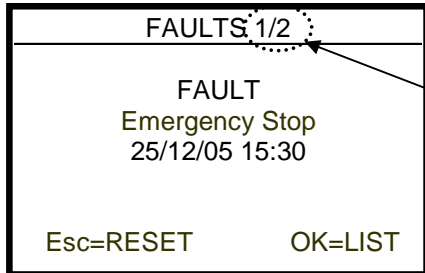 FAULTS 1/2
FAULT
Emergency Stop
25/12/05 15:30
Esc=RESET OK=LIST